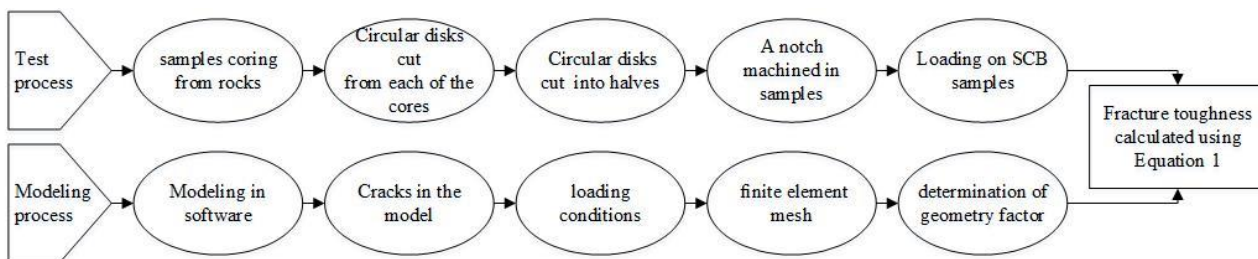 Test
process
samples coring
from rocks
Circular disks
cut
from each of the
cores
Circular disks
cut into halves
A notch
machined in
samples
Loading on SCB
samples
Fracture toughness
calculated using
Equation 1
Modeling
process
Modeling in
software
Cracks in the
model
loading
conditions
finite element
mesh
determination of
geometry factor